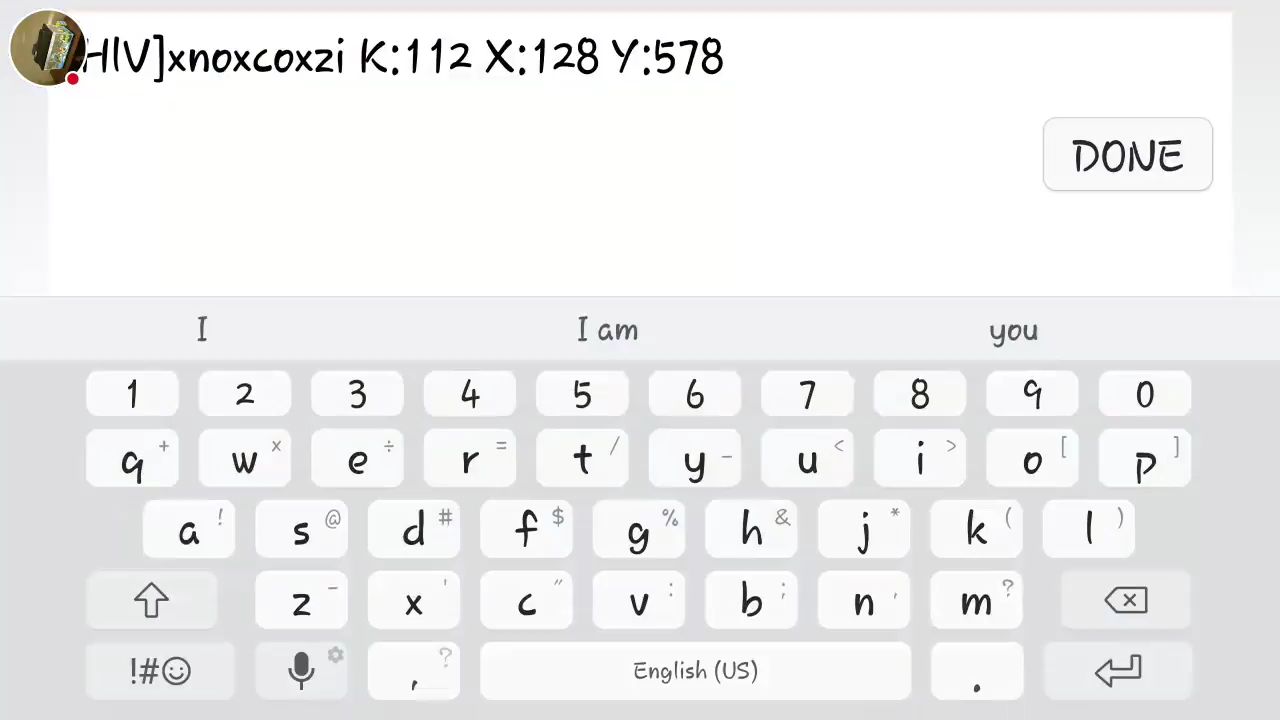 HlV]xnoxcoxzi K:112 X:128 Y:578
DONE
I I am you
1 2 3 4 5 6 7 8 9 0
q + w × e ÷ r = t / y _ u < i > o [ p ]
a ! s @ d # f $ g % h & j * k ( l )
z - x ' c " v : b ; n , m ?
!#☺ , ? English (US) .